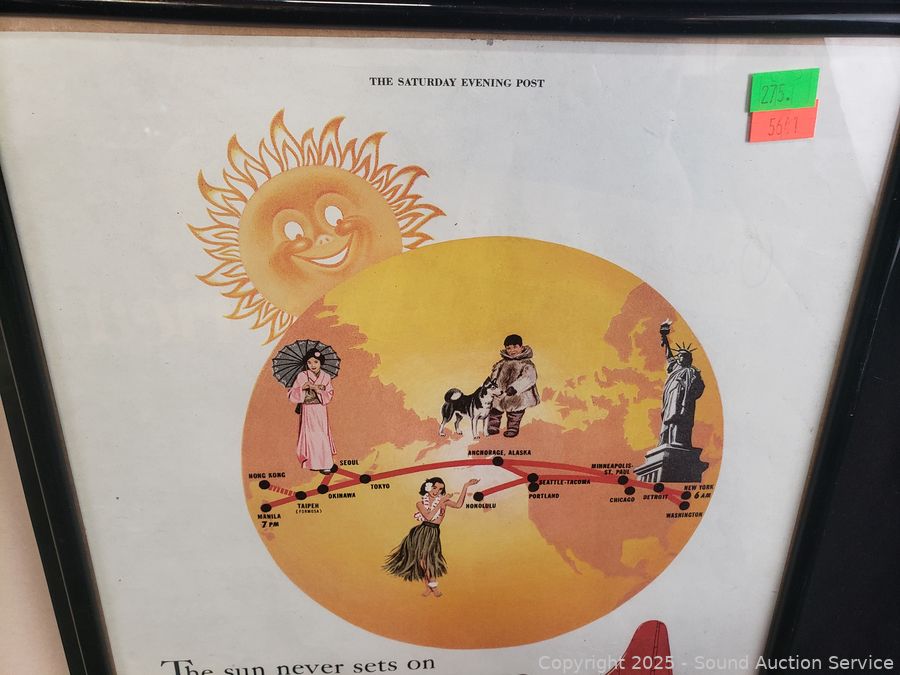 THE SATURDAY EVENING POST
275.
5641
ANCHORAGE, ALASKA
SEOUL
HONG KONG
TOKYO
OKINAWA
TAIPEH
(FORMOSA)
MANILA
7 PM
HONOLULU
SEATTLE-TACOMA
PORTLAND
MINNEAPOLIS-
ST. PAUL
CHICAGO
DETROIT
NEW YORK
6 AM
WASHINGTON
The sun never sets on
Copyright © 2025 - Sound Auction Service